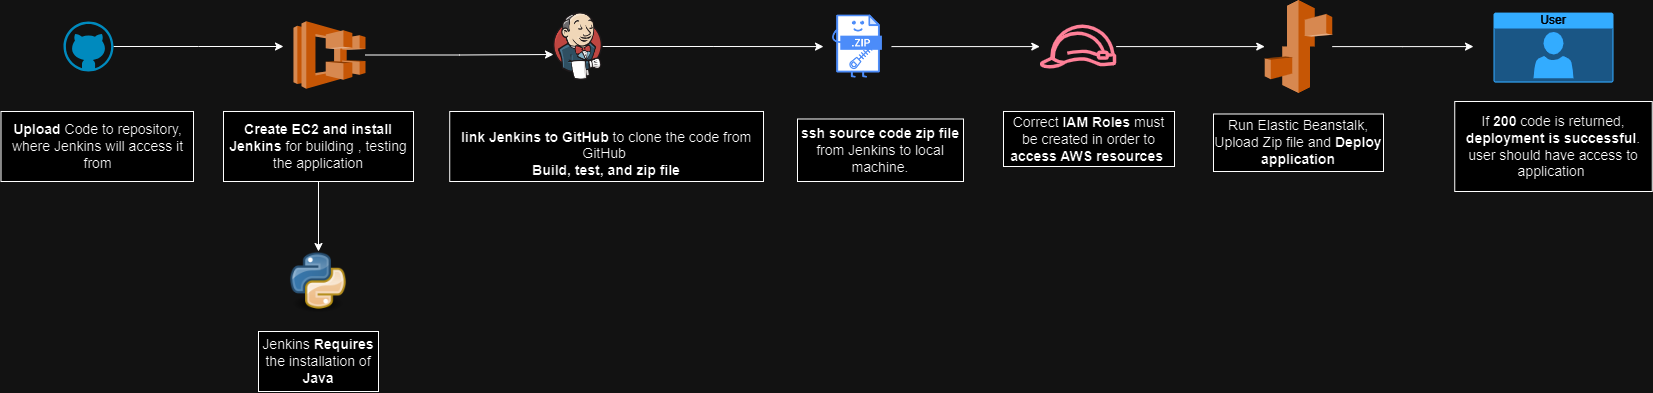 .ZIP
User
Upload Code to repository,
where Jenkins will access it
from
Create EC2 and install
Jenkins for building , testing
the application
link Jenkins to GitHub to clone the code from
GitHub
Build, test, and zip file
ssh source code zip file
from Jenkins to local
machine.
Correct IAM Roles must
be created in order to
access AWS resources
Run Elastic Beanstalk,
Upload Zip file and Deploy
application
If 200 code is returned,
deployment is successful.
user should have access to
application
Jenkins Requires
the installation of
Java